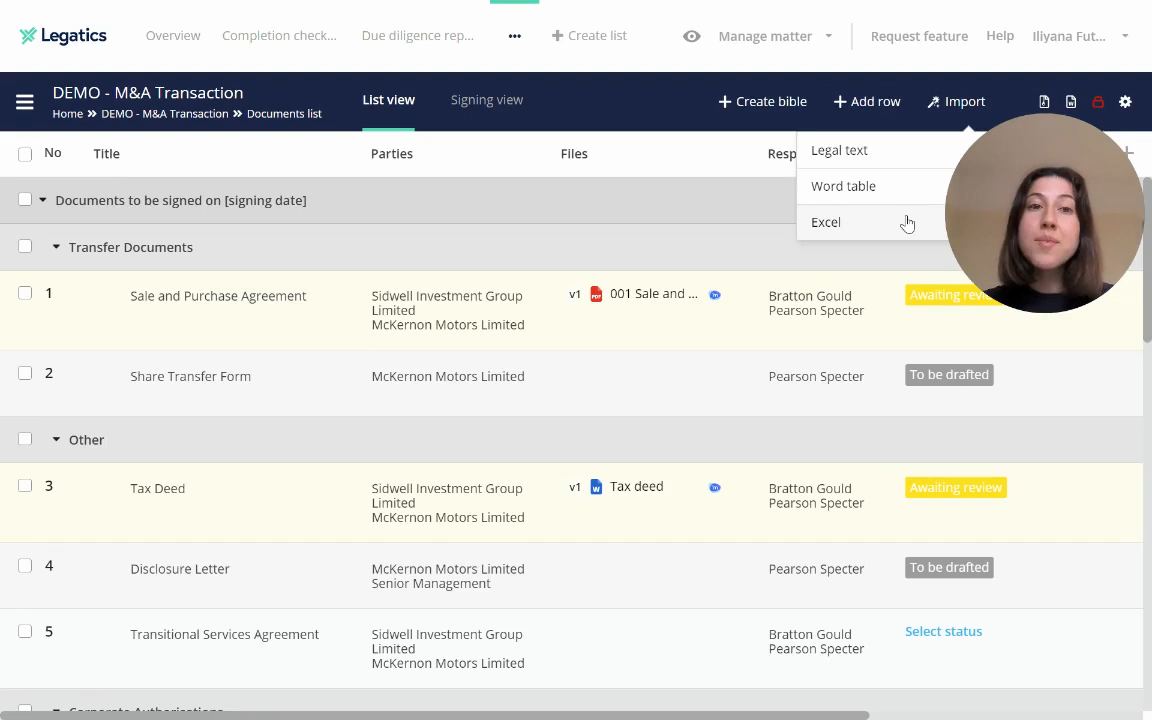 Legatics
Overview
Completion check...
Due diligence rep...
•••
Create list
Manage matter
Request feature
Help
Iliyana Fut...
DEMO - M&A Transaction
Home » DEMO - M&A Transaction » Documents list
List view
Signing view
Create bible
Add row
Import
Legal text
Word table
Excel
No
Title
Parties
Files
Documents to be signed on [signing date]
Transfer Documents
1
Sale and Purchase Agreement
Sidwell Investment Group
Limited
McKernon Motors Limited
v1
001 Sale and ...
Bratton Gould
Pearson Specter
Awaiting
2
Share Transfer Form
McKernon Motors Limited
Pearson Specter
To be drafted
Other
3
Tax Deed
Sidwell Investment Group
Limited
McKernon Motors Limited
v1
Tax deed
Bratton Gould
Pearson Specter
Awaiting review
4
Disclosure Letter
McKernon Motors Limited
Senior Management
Pearson Specter
To be drafted
5
Transitional Services Agreement
Sidwell Investment Group
Limited
McKernon Motors Limited
Bratton Gould
Pearson Specter
Select status